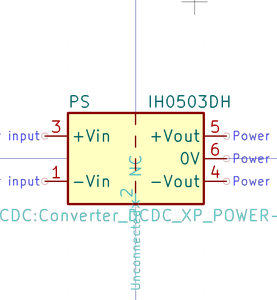 PS IH0503DH
input 3 +Vin +Vout 5 Power
0V 6 Power
input 1 -Vin -Vout 4 Power
NC
2
CDC:Converter_DCDC_XP_POWER-